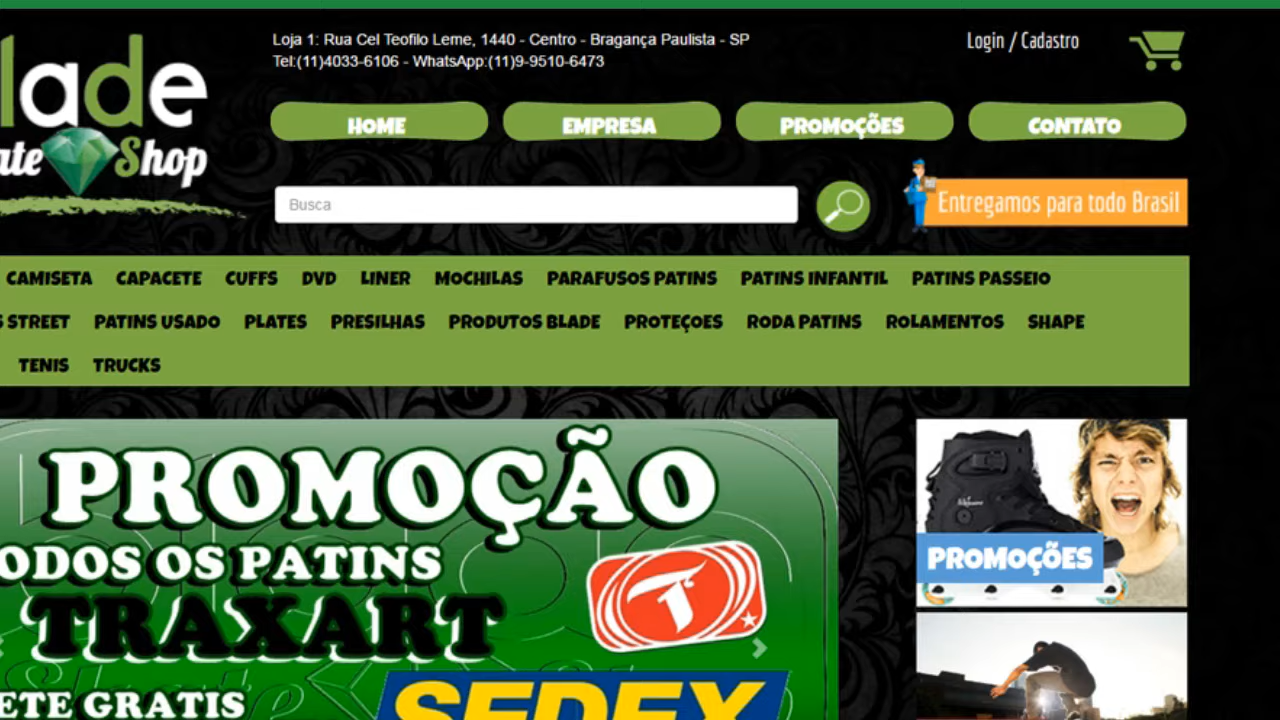 Loja 1: Rua Cel Teofilo Leme, 1440 - Centro - Bragança Paulista - SP
Tel:(11)4033-6106 - WhatsApp:(11)9-9510-6473
Login / Cadastro
lade
ate Shop
HOME EMPRESA PROMOÇÕES CONTATO
Busca
Entregamos para todo Brasil
CAMISETA CAPACETE CUFFS DVD LINER MOCHILAS PARAFUSOS PATINS PATINS INFANTIL PATINS PASSEIO
S STREET PATINS USADO PLATES PRESILHAS PRODUTOS BLADE PROTEÇOES RODA PATINS ROLAMENTOS SHAPE
TENIS TRUCKS
PROMOÇÃO
ODOS OS PATINS
TRAXART
T
ETE GRATIS
SEDEX
PROMOÇÕES